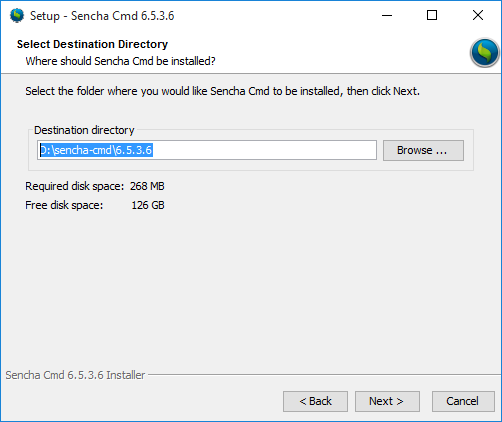 Setup - Sencha Cmd 6.5.3.6
Select Destination Directory
Where should Sencha Cmd be installed?
Select the folder where you would like Sencha Cmd to be installed, then click Next.
Destination directory
D:\sencha-cmd\6.5.3.6
Browse ...
Required disk space: 268 MB
Free disk space: 126 GB
Sencha Cmd 6.5.3.6 Installer
< Back
Next >
Cancel